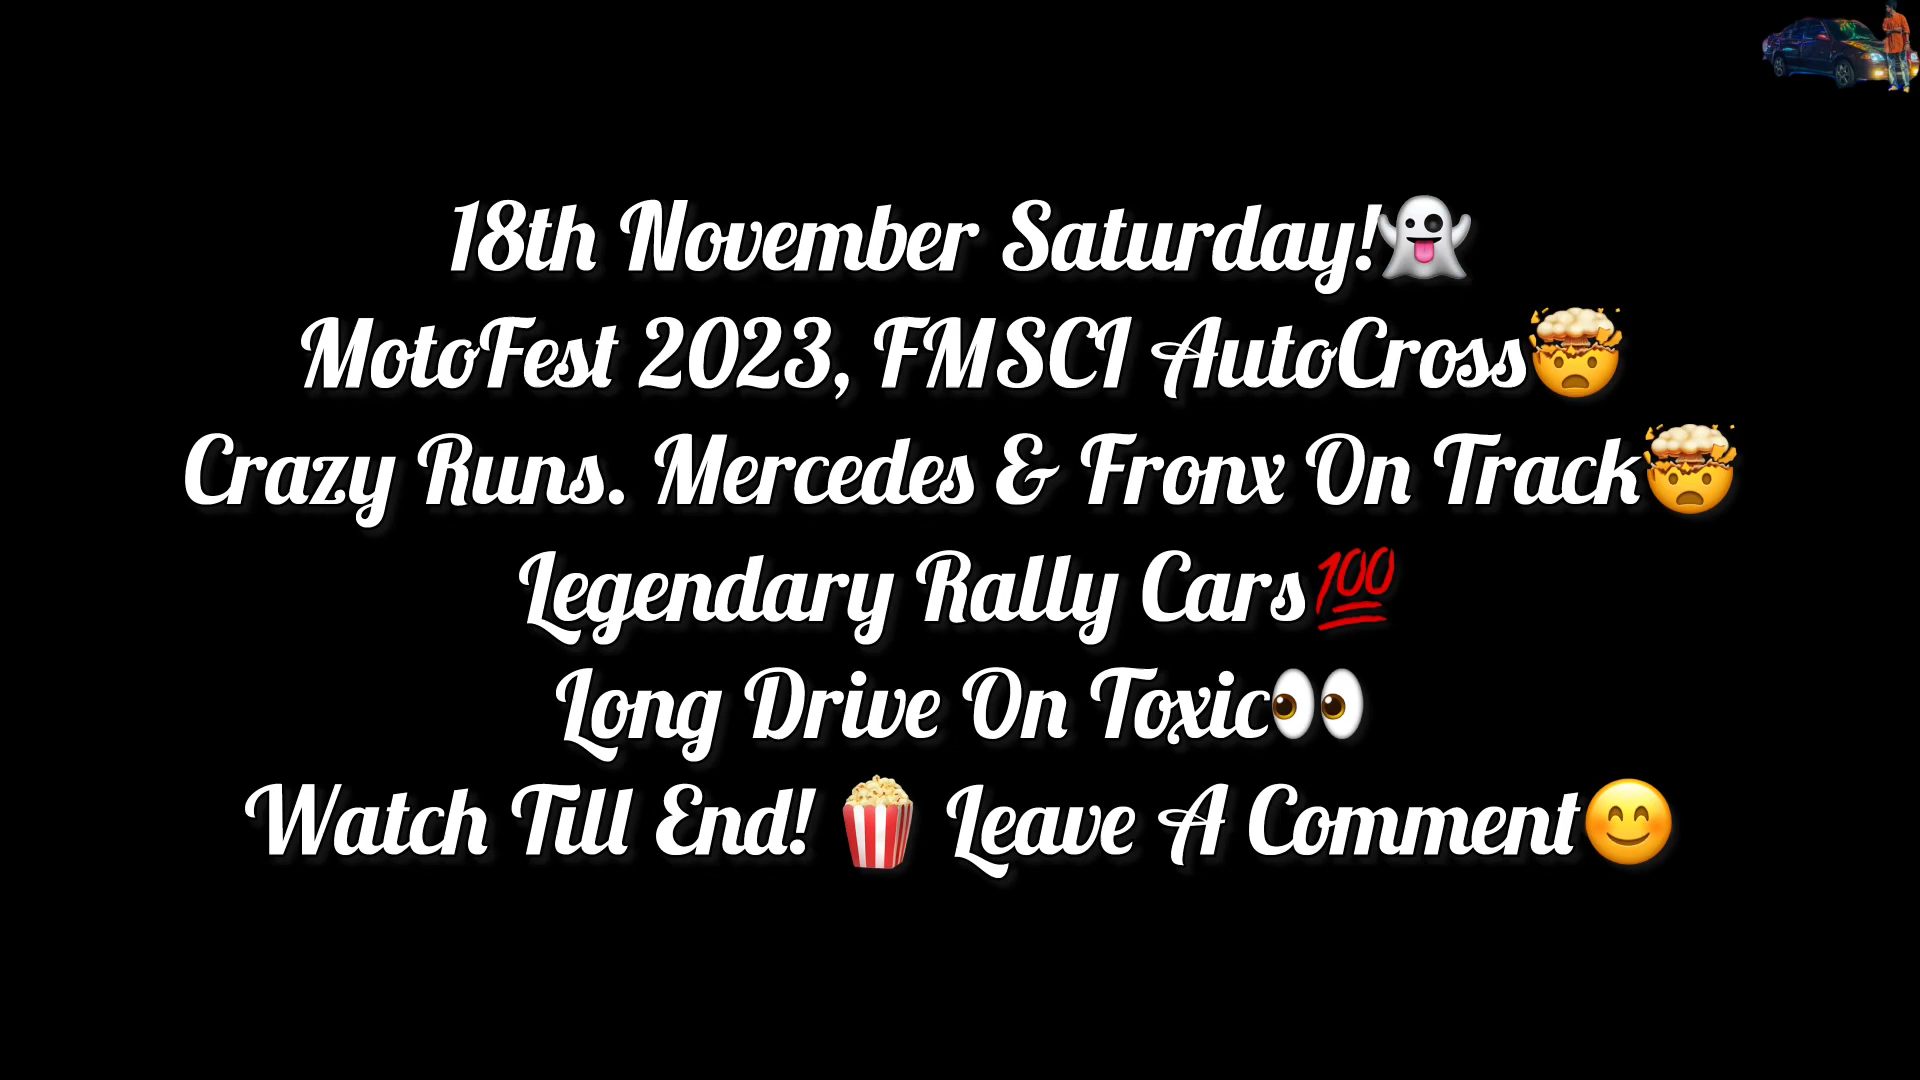 18th November Saturday!👻
MotoFest 2023, FMSCI AutoCross🤯
Crazy Runs. Mercedes & Fronx On Track🤯
Legendary Rally Cars💯
Long Drive On Toxic👀
Watch Till End! 🍿 Leave A Comment😊